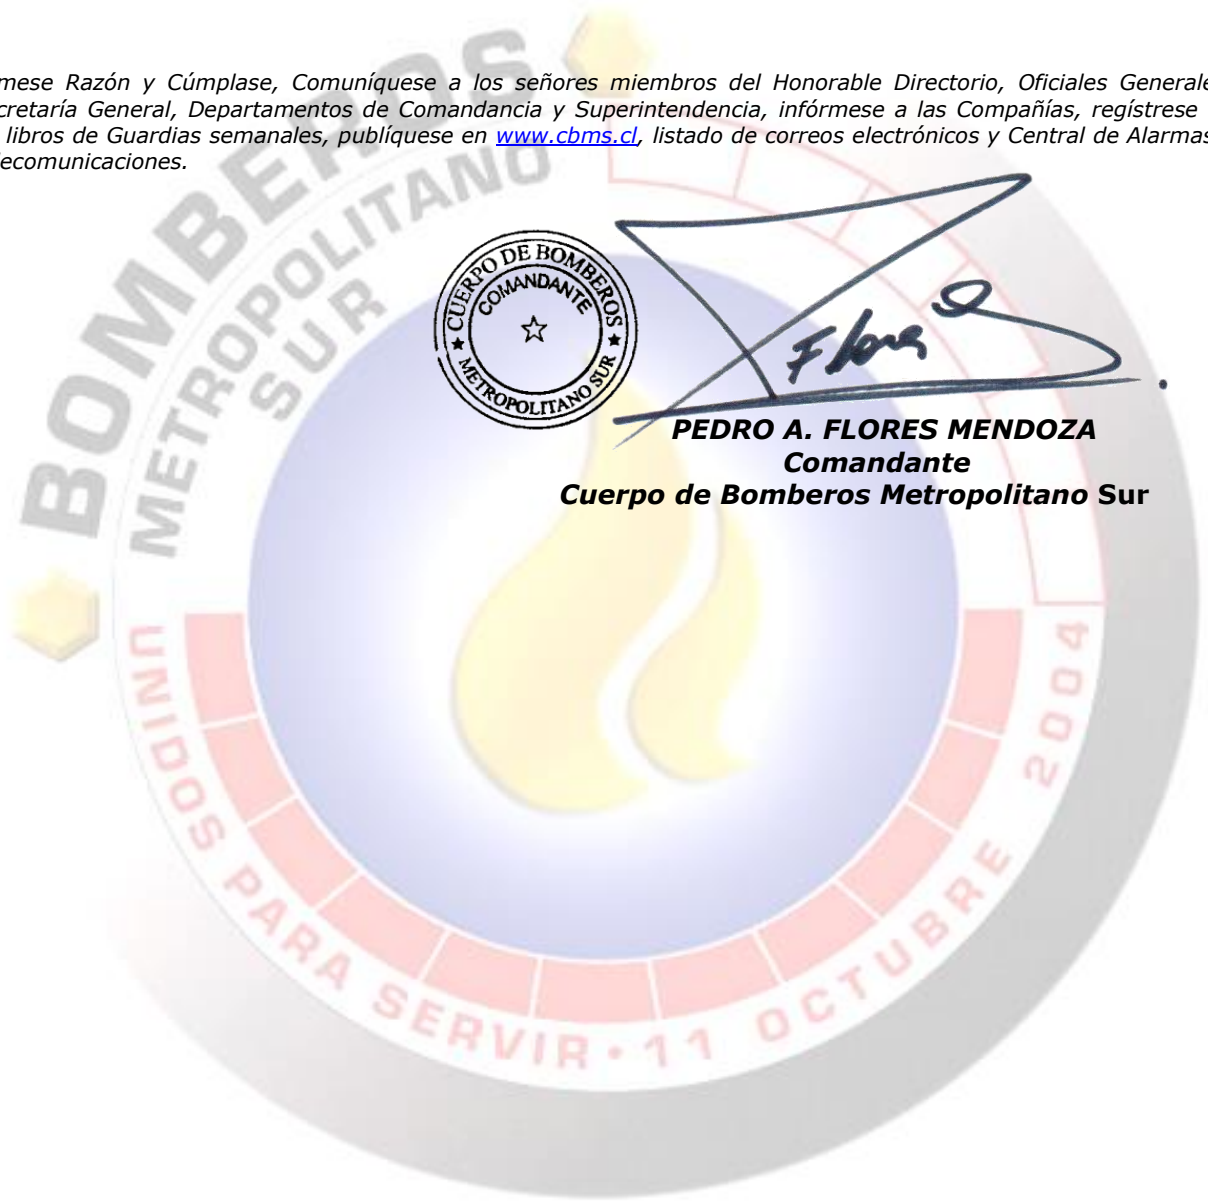 mese Razón y Cúmplase, Comuníquese a los señores miembros del Honorable Directorio, Oficiales Generale
cretaría General, Departamentos de Comandancia y Superintendencia, infórmese a las Compañías, regístrese
libros de Guardias semanales, publíquese en www.cbms.cl, listado de correos electrónicos y Central de Alarmas
lecomunicaciones.
CUERPO DE BOMBEROS
COMANDANTE
METROPOLITANO SUR
Flores
PEDRO A. FLORES MENDOZA
Comandante
Cuerpo de Bomberos Metropolitano Sur
BOMBEROS
METROPOLITANO
SUR
UNIDOS PARA SERVIR · 11 OCTUBRE 2004